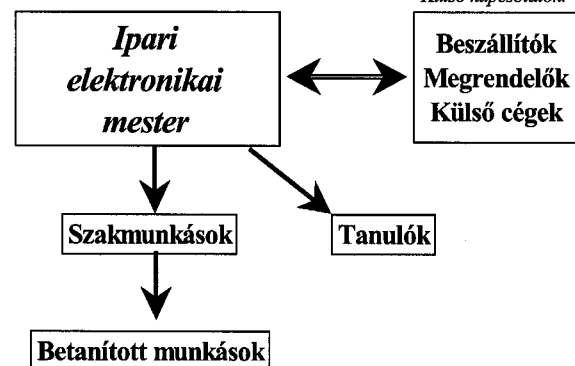 Ipari
elektronikai
mester
Beszállítók
Megrendelők
Külső cégek
Szakmunkások
Tanulók
Betanított munkások